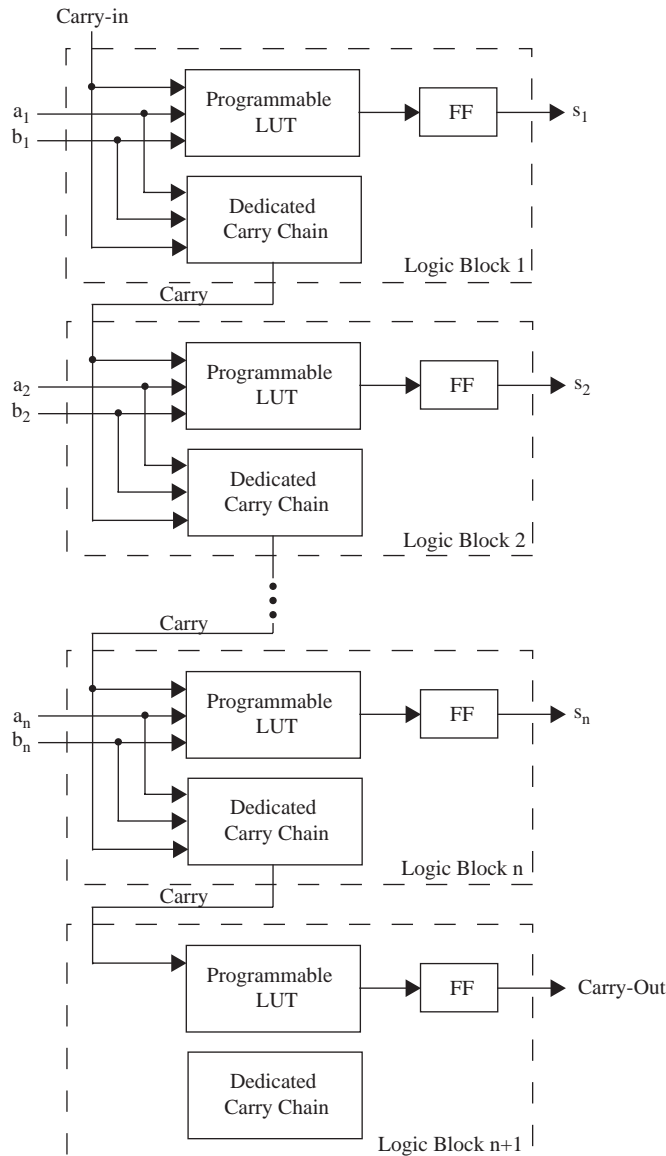 Carry-in
a1
b1
Programmable
LUT
FF
s1
Dedicated
Carry Chain
Logic Block 1
Carry
a2
b2
Programmable
LUT
FF
s2
Dedicated
Carry Chain
Logic Block 2
Carry
an
bn
Programmable
LUT
FF
sn
Dedicated
Carry Chain
Logic Block n
Carry
Programmable
LUT
FF
Carry-Out
Dedicated
Carry Chain
Logic Block n+1